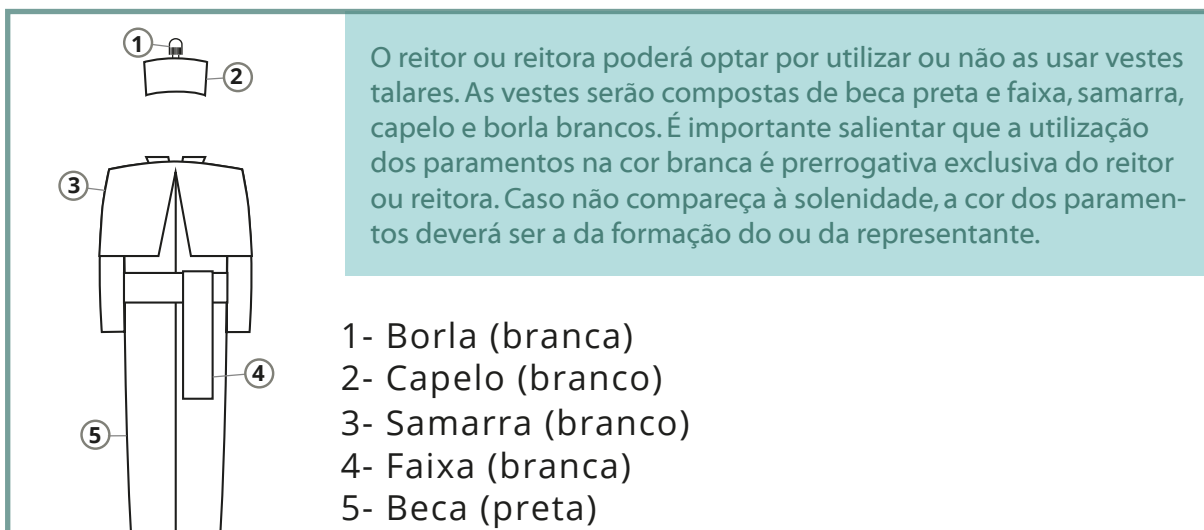 1
2
3
4
5
O reitor ou reitora poderá optar por utilizar ou não as usar vestes
talares. As vestes serão compostas de beca preta e faixa, samarra,
capelo e borla brancos. É importante salientar que a utilização
dos paramentos na cor branca é prerrogativa exclusiva do reitor
ou reitora. Caso não compareça à solenidade, a cor dos paramen-
tos deverá ser a da formação do ou da representante.
1- Borla (branca)
2- Capelo (branco)
3- Samarra (branco)
4- Faixa (branca)
5- Beca (preta)